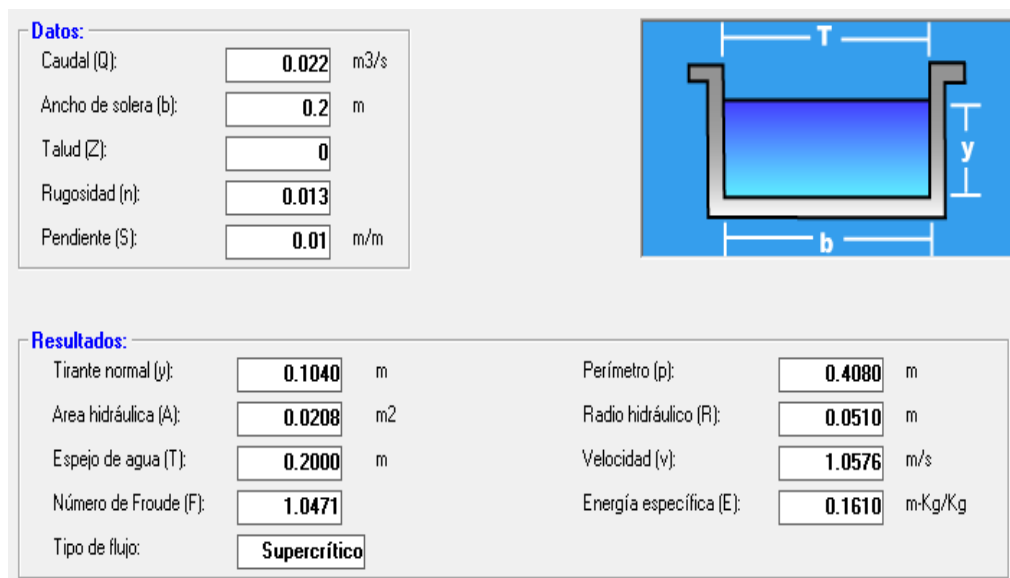 Datos:
Caudal (Q): 0.022 m3/s
Ancho de solera (b): 0.2 m
Talud (Z): 0
Rugosidad (n): 0.013
Pendiente (S): 0.01 m/m
T
y
b
Resultados:
Tirante normal (y): 0.1040 m Perímetro (p): 0.4080 m
Area hidráulica (A): 0.0208 m2 Radio hidráulico (R): 0.0510 m
Espejo de agua (T): 0.2000 m Velocidad (v): 1.0576 m/s
Número de Froude (F): 1.0471 Energía específica (E): 0.1610 m-Kg/Kg
Tipo de flujo: Supercrítico